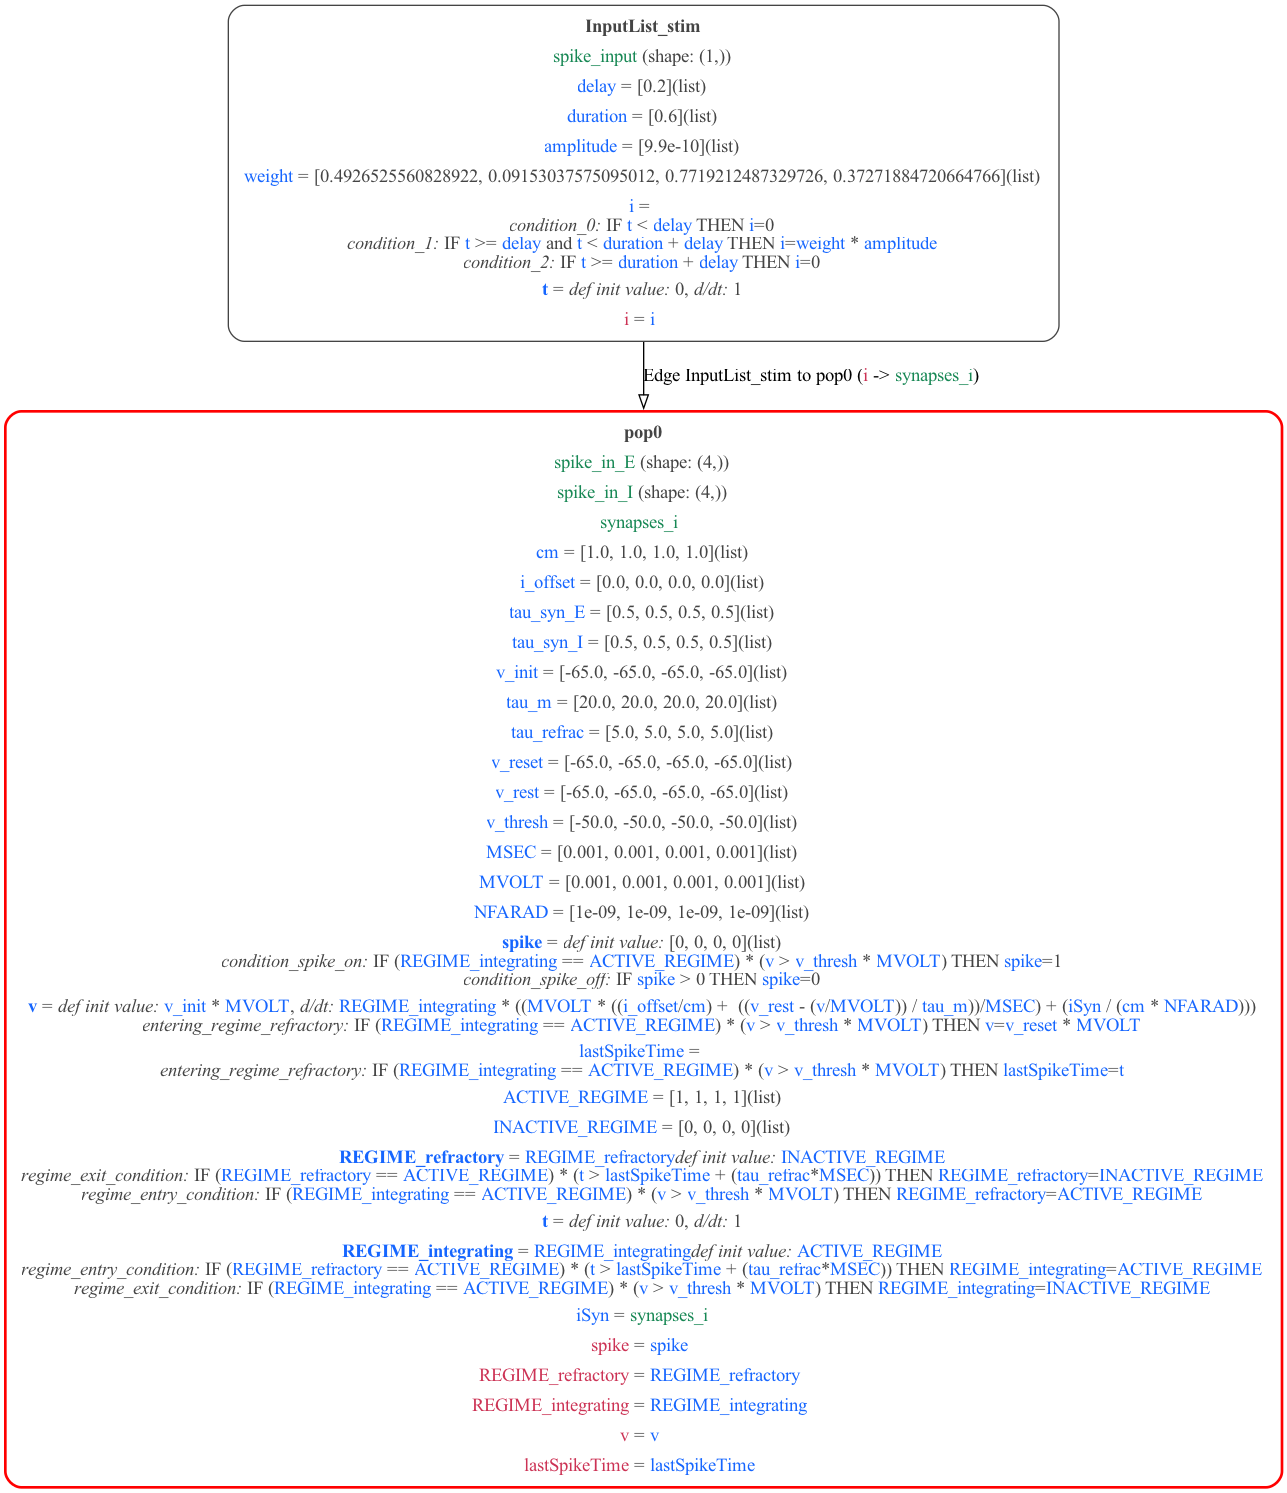 InputList_stim
spike_input (shape: (1,))
delay = [0.2](list)
duration = [0.6](list)
amplitude = [9.9e-10](list)
weight = [0.4926525560828922, 0.09153037575095012, 0.7719212487329726, 0.37271884720664766](list)
i =
condition_0: IF t < delay THEN i=0
condition_1: IF t >= delay and t < duration + delay THEN i=weight * amplitude
condition_2: IF t >= duration + delay THEN i=0
t = def init value: 0, d/dt: 1
i = i
Edge InputList_stim to pop0 (i -> synapses_i)
pop0
spike_in_E (shape: (4,))
spike_in_I (shape: (4,))
synapses_i
cm = [1.0, 1.0, 1.0, 1.0](list)
i_offset = [0.0, 0.0, 0.0, 0.0](list)
tau_syn_E = [0.5, 0.5, 0.5, 0.5](list)
tau_syn_I = [0.5, 0.5, 0.5, 0.5](list)
v_init = [-65.0, -65.0, -65.0, -65.0](list)
tau_m = [20.0, 20.0, 20.0, 20.0](list)
tau_refrac = [5.0, 5.0, 5.0, 5.0](list)
v_reset = [-65.0, -65.0, -65.0, -65.0](list)
v_rest = [-65.0, -65.0, -65.0, -65.0](list)
v_thresh = [-50.0, -50.0, -50.0, -50.0](list)
MSEC = [0.001, 0.001, 0.001, 0.001](list)
MVOLT = [0.001, 0.001, 0.001, 0.001](list)
NFARAD = [1e-09, 1e-09, 1e-09, 1e-09](list)
spike = def init value: [0, 0, 0, 0](list)
condition_spike_on: IF (REGIME_integrating == ACTIVE_REGIME) * (v > v_thresh * MVOLT) THEN spike=1
condition_spike_off: IF spike > 0 THEN spike=0
v = def init value: v_init * MVOLT, d/dt: REGIME_integrating * ((MVOLT * ((i_offset/cm) +  ((v_rest - (v/MVOLT)) / tau_m))/MSEC) + (iSyn / (cm * NFARAD)))
entering_regime_refractory: IF (REGIME_integrating == ACTIVE_REGIME) * (v > v_thresh * MVOLT) THEN v=v_reset * MVOLT
lastSpikeTime =
entering_regime_refractory: IF (REGIME_integrating == ACTIVE_REGIME) * (v > v_thresh * MVOLT) THEN lastSpikeTime=t
ACTIVE_REGIME = [1, 1, 1, 1](list)
INACTIVE_REGIME = [0, 0, 0, 0](list)
REGIME_refractory = REGIME_refractorydef init value: INACTIVE_REGIME
regime_exit_condition: IF (REGIME_refractory == ACTIVE_REGIME) * (t > lastSpikeTime + (tau_refrac*MSEC)) THEN REGIME_refractory=INACTIVE_REGIME
regime_entry_condition: IF (REGIME_integrating == ACTIVE_REGIME) * (v > v_thresh * MVOLT) THEN REGIME_refractory=ACTIVE_REGIME
t = def init value: 0, d/dt: 1
REGIME_integrating = REGIME_integratingdef init value: ACTIVE_REGIME
regime_entry_condition: IF (REGIME_refractory == ACTIVE_REGIME) * (t > lastSpikeTime + (tau_refrac*MSEC)) THEN REGIME_integrating=ACTIVE_REGIME
regime_exit_condition: IF (REGIME_integrating == ACTIVE_REGIME) * (v > v_thresh * MVOLT) THEN REGIME_integrating=INACTIVE_REGIME
iSyn = synapses_i
spike = spike
REGIME_refractory = REGIME_refractory
REGIME_integrating = REGIME_integrating
v = v
lastSpikeTime = lastSpikeTime